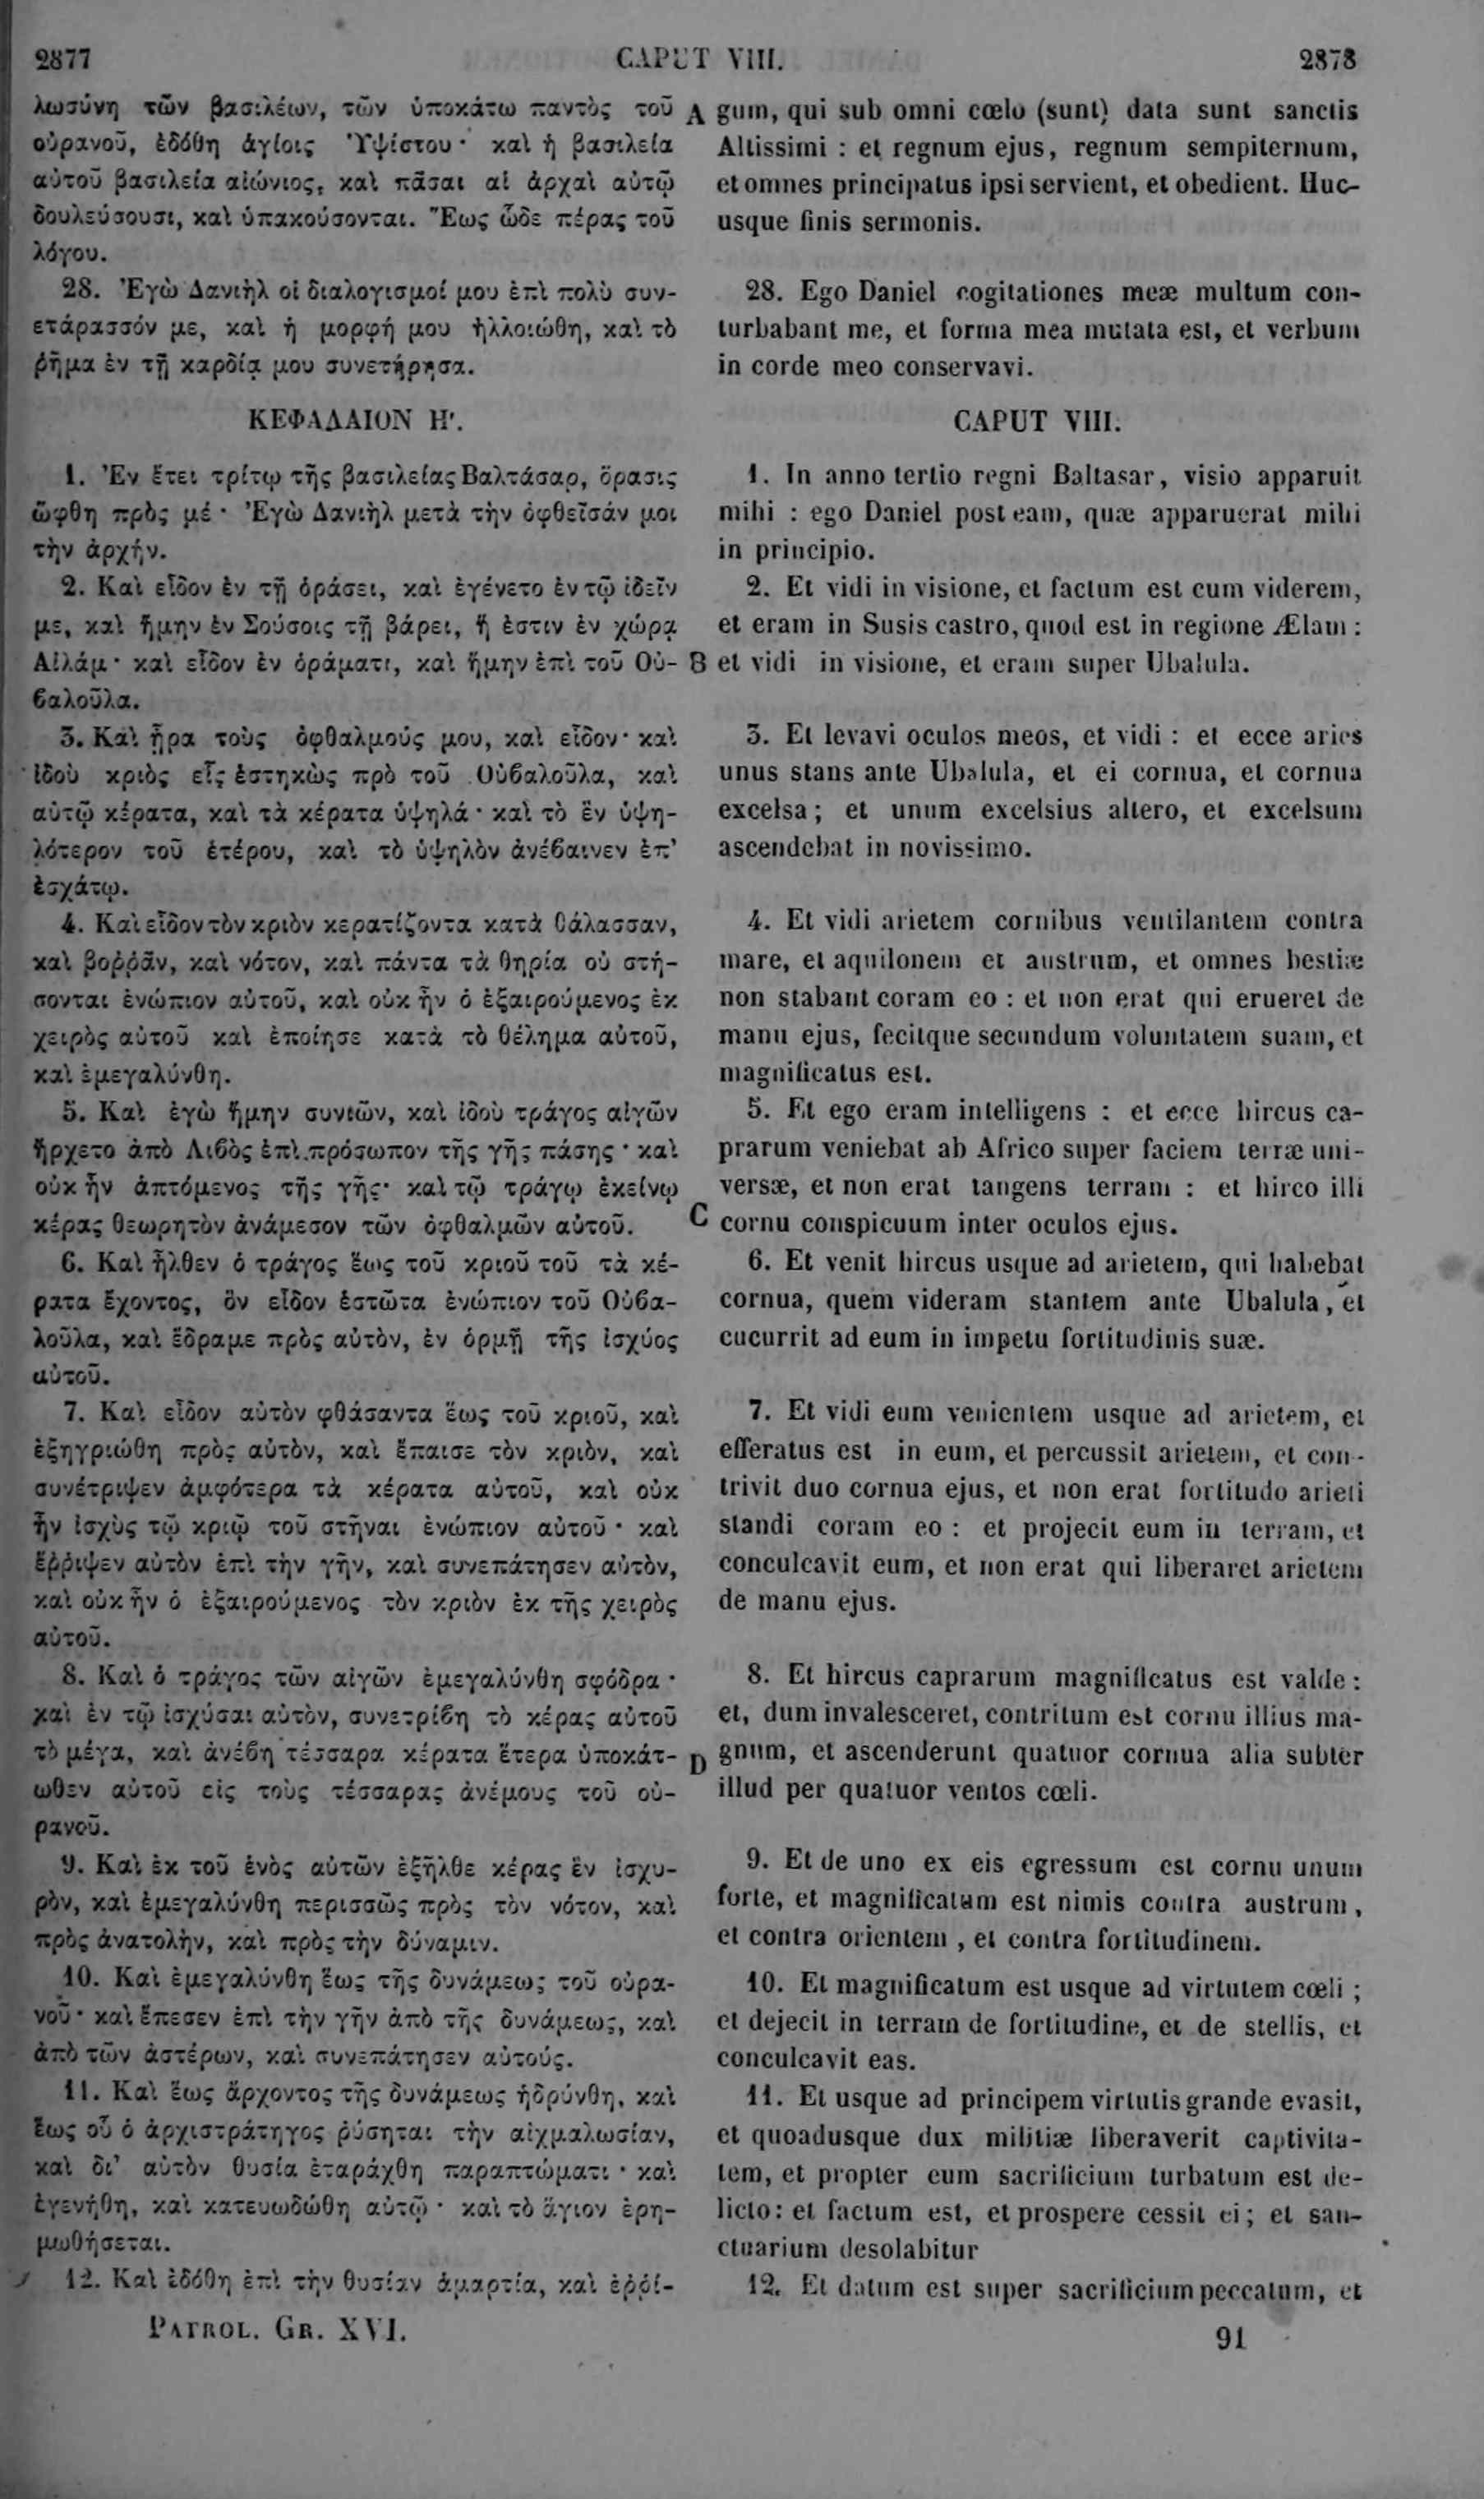 2877
CAPUT VIII.
2878
λωσύνη τῶν βασιλέων, τῶν ὑποκάτω παντὸς τοῦ
οὐρανοῦ, ἐδόθη ἁγίοις Ὑψίστου· καὶ ἡ βασιλεία
αὐτοῦ βασιλεία αἰώνιος, καὶ πᾶσαι αἱ ἀρχαὶ αὐτῷ
δουλεύσουσι, καὶ ὑπακούσονται. Ἕως ὧδε πέρας τοῦ
λόγου.
28. Ἐγὼ Δανιὴλ οἱ διαλογισμοί μου ἐπὶ πολὺ συν-
ετάρασσόν με, καὶ ἡ μορφή μου ἠλλοιώθη, καὶ τὸ
ῥῆμα ἐν τῇ καρδίᾳ μου συνετήρησα.
ΚΕΦΑΛΑΙΟΝ Η'.
1. Ἐν ἔτει τρίτῳ τῆς βασιλείας Βαλτάσαρ, ὅρασις
ὤφθη πρὸς μέ· Ἐγὼ Δανιὴλ μετὰ τὴν ὀφθεῖσάν μοι
τὴν ἀρχήν.
2. Καὶ εἶδον ἐν τῇ ὁράσει, καὶ ἐγένετο ἐν τῷ ἰδεῖν
με, καὶ ἤμην ἐν Σούσοις τῇ βάρει, ἥ ἐστιν ἐν χώρᾳ
Αἰλάμ· καὶ εἶδον ἐν ὁράματι, καὶ ἤμην ἐπὶ τοῦ Οὐ-
βαλοῦλα.
3. Καὶ ᾖρα τοὺς ὀφθαλμούς μου, καὶ εἶδον· καὶ
ἰδοὺ κριὸς εἷς ἑστηκὼς πρὸ τοῦ Οὐβαλοῦλα, καὶ
αὐτῷ κέρατα, καὶ τὰ κέρατα ὑψηλά· καὶ τὸ ἓν ὑψη-
λότερον τοῦ ἑτέρου, καὶ τὸ ὑψηλὸν ἀνέβαινεν ἐπ'
ἐσχάτῳ.
4. Καὶ εἶδον τὸν κριὸν κερατίζοντα κατὰ θάλασσαν,
καὶ βοῤῥᾶν, καὶ νότον, καὶ πάντα τὰ θηρία οὐ στή-
σονται ἐνώπιον αὐτοῦ, καὶ οὐκ ἦν ὁ ἐξαιρούμενος ἐκ
χειρὸς αὐτοῦ καὶ ἐποίησε κατὰ τὸ θέλημα αὐτοῦ,
καὶ ἐμεγαλύνθη.
5. Καὶ ἐγὼ ἤμην συνιῶν, καὶ ἰδοὺ τράγος αἰγῶν
ἤρχετο ἀπὸ Λιβὸς ἐπὶ πρόσωπον τῆς γῆς πάσης· καὶ
οὐκ ἦν ἁπτόμενος τῆς γῆς· καὶ τῷ τράγῳ ἐκείνῳ
κέρας θεωρητὸν ἀνάμεσον τῶν ὀφθαλμῶν αὐτοῦ.
6. Καὶ ἦλθεν ὁ τράγος ἕως τοῦ κριοῦ τοῦ τὰ κέ-
ρατα ἔχοντος, ὃν εἶδον ἑστῶτα ἐνώπιον τοῦ Οὐβα-
λοῦλα, καὶ ἔδραμε πρὸς αὐτὸν, ἐν ὁρμῇ τῆς ἰσχύος
αὐτοῦ.
7. Καὶ εἶδον αὐτὸν φθάσαντα ἕως τοῦ κριοῦ, καὶ
ἐξηγριώθη πρὸς αὐτὸν, καὶ ἔπαισε τὸν κριὸν, καὶ
συνέτριψεν ἀμφότερα τὰ κέρατα αὐτοῦ, καὶ οὐκ
ἦν ἰσχὺς τῷ κριῷ τοῦ στῆναι ἐνώπιον αὐτοῦ· καὶ
ἔῤῥιψεν αὐτὸν ἐπὶ τὴν γῆν, καὶ συνεπάτησεν αὐτὸν,
καὶ οὐκ ἦν ὁ ἐξαιρούμενος τὸν κριὸν ἐκ τῆς χειρὸς
αὐτοῦ.
8. Καὶ ὁ τράγος τῶν αἰγῶν ἐμεγαλύνθη σφόδρα·
καὶ ἐν τῷ ἰσχύσαι αὐτὸν, συνετρίβη τὸ κέρας αὐτοῦ
τὸ μέγα, καὶ ἀνέβη τέσσαρα κέρατα ἕτερα ὑποκάτ-
ωθεν αὐτοῦ εἰς τοὺς τέσσαρας ἀνέμους τοῦ οὐ-
ρανοῦ.
9. Καὶ ἐκ τοῦ ἑνὸς αὐτῶν ἐξῆλθε κέρας ἓν ἰσχυ-
ρὸν, καὶ ἐμεγαλύνθη περισσῶς πρὸς τὸν νότον, καὶ
πρὸς ἀνατολὴν, καὶ πρὸς τὴν δύναμιν.
10. Καὶ ἐμεγαλύνθη ἕως τῆς δυνάμεως τοῦ οὐρα-
νοῦ· καὶ ἔπεσεν ἐπὶ τὴν γῆν ἀπὸ τῆς δυνάμεως, καὶ
ἀπὸ τῶν ἀστέρων, καὶ συνεπάτησεν αὐτούς.
11. Καὶ ἕως ἄρχοντος τῆς δυνάμεως ἡδρύνθη, καὶ
ἕως οὗ ὁ ἀρχιστράτηγος ῥύσηται τὴν αἰχμαλωσίαν,
καὶ δι' αὐτὸν θυσία ἐταράχθη παραπτώματι· καὶ
ἐγενήθη, καὶ κατευωδώθη αὐτῷ· καὶ τὸ ἅγιον ἐρη-
μωθήσεται.
12. Καὶ ἐδόθη ἐπὶ τὴν θυσίαν ἁμαρτία, καὶ ἐῤῥί-
PATROL. GR. XVI.
A
B
C
D
gum, qui sub omni cœlo (sunt) data sunt sanctis
Altissimi : et regnum ejus, regnum sempiternum,
et omnes principatus ipsi servient, et obedient. Huc-
usque finis sermonis.
28. Ego Daniel cogitationes meæ multum con-
turbabant me, et forma mea mutata est, et verbum
in corde meo conservavi.
CAPUT VIII.
1. In anno tertio regni Baltasar, visio apparuit
mihi : ego Daniel post eam, quæ apparuerat mihi
in principio.
2. Et vidi in visione, et factum est cum viderem,
et eram in Susis castro, quod est in regione Ælam :
et vidi in visione, et eram super Ubalula.
3. Et levavi oculos meos, et vidi : et ecce aries
unus stans ante Ubalula, et ei cornua, et cornua
excelsa ; et unum excelsius altero, et excelsum
ascendebat in novissimo.
4. Et vidi arietem cornibus ventilantem contra
mare, et aquilonem et austrum, et omnes bestiæ
non stabant coram eo : et non erat qui erueret de
manu ejus, fecitque secundum voluntatem suam, et
magnificatus est.
5. Et ego eram intelligens : et ecce hircus ca-
prarum veniebat ab Africo super faciem terræ uni-
versæ, et non erat tangens terram : et hirco illi
cornu conspicuum inter oculos ejus.
6. Et venit hircus usque ad arietem, qui habebat
cornua, quem videram stantem ante Ubalula, et
cucurrit ad eum in impetu fortitudinis suæ.
7. Et vidi eum venientem usque ad arietem, et
efferatus est in eum, et percussit arietem, et con-
trivit duo cornua ejus, et non erat fortitudo arieti
standi coram eo : et projecit eum in terram, et
conculcavit eum, et non erat qui liberaret arietem
de manu ejus.
8. Et hircus caprarum magnificatus est valde :
et, dum invalesceret, contritum est cornu illius ma-
gnum, et ascenderunt quatuor cornua alia subter
illud per quatuor ventos cœli.
9. Et de uno ex eis egressum est cornu unum
forte, et magnificatum est nimis contra austrum,
et contra orientem , et contra fortitudinem.
10. Et magnificatum est usque ad virtutem cœli ;
et dejecit in terram de fortitudine, et de stellis, et
conculcavit eas.
11. Et usque ad principem virtutis grande evasit,
et quoadusque dux militiæ liberaverit captivita-
tem, et propter eum sacrificium turbatum est de-
licto : et factum est, et prospere cessit ei ; et san-
ctuarium desolabitur
12. Et datum est super sacrificium peccatum, et
91